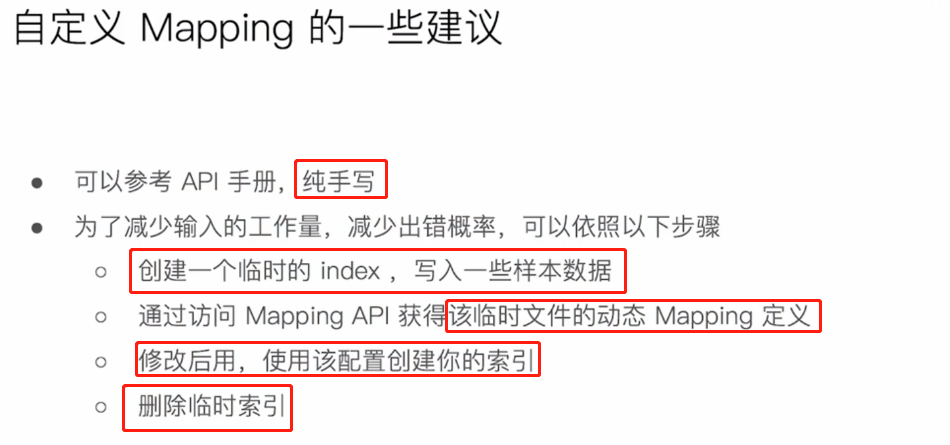 自定义 Mapping 的一些建议
可以参考 API 手册，纯手写
为了减少输入的工作量，减少出错概率，可以依照以下步骤
创建一个临时的 index ，写入一些样本数据
通过访问 Mapping API 获得该临时文件的动态 Mapping 定义
修改后用，使用该配置创建你的索引
删除临时索引